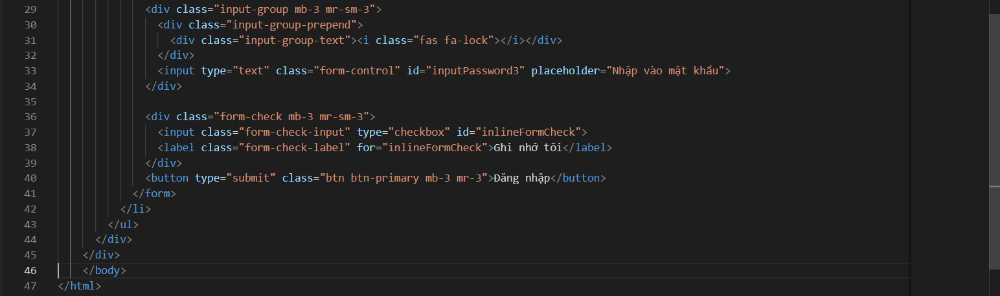 29 <div class="input-group mb-3 mr-sm-3">
30 <div class="input-group-prepend">
31 <div class="input-group-text"><i class="fas fa-lock"></i></div>
32 </div>
33 <input type="text" class="form-control" id="inputPassword3" placeholder="Nhập vào mật khẩu">
34 </div>
35
36 <div class="form-check mb-3 mr-sm-3">
37 <input class="form-check-input" type="checkbox" id="inlineFormCheck">
38 <label class="form-check-label" for="inlineFormCheck">Ghi nhớ tôi</label>
39 </div>
40 <button type="submit" class="btn btn-primary mb-3 mr-3">Đăng nhập</button>
41 </form>
42 </li>
43 </ul>
44 </div>
45 </div>
46 </body>
47 </html>